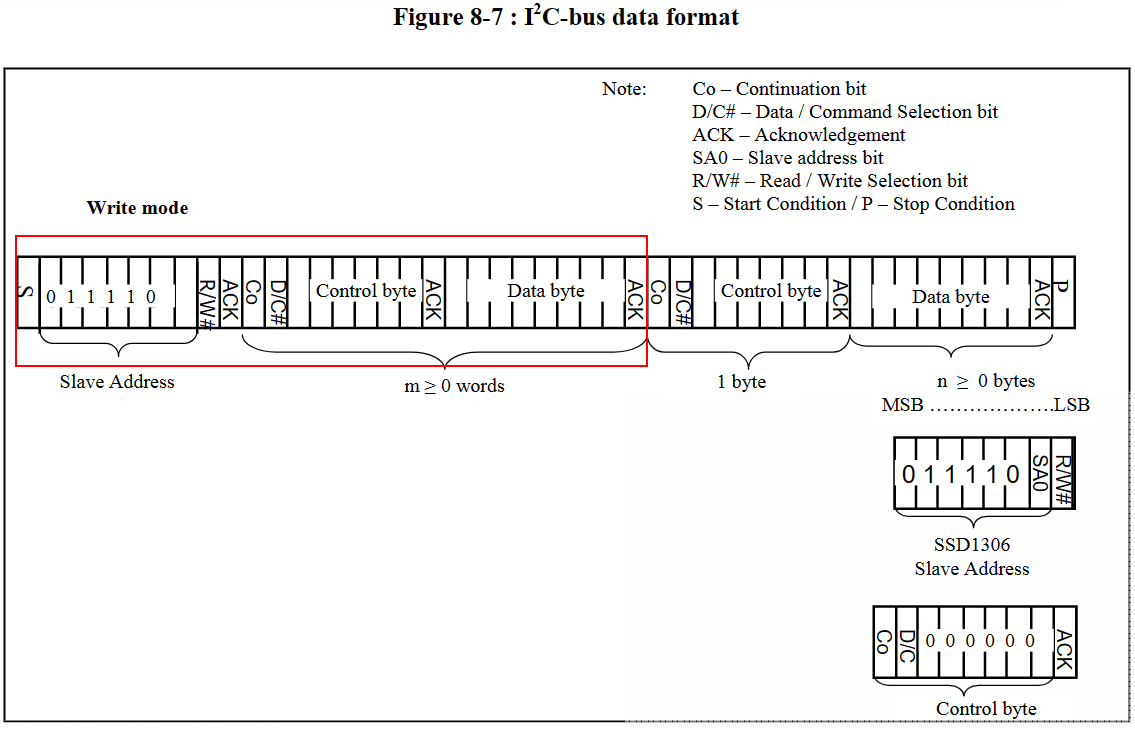 Figure 8-7 : I²C-bus data format
Note: Co – Continuation bit
D/C# – Data / Command Selection bit
ACK – Acknowledgement
SA0 – Slave address bit
R/W# – Read / Write Selection bit
S – Start Condition / P – Stop Condition
Write mode
S 0 1 1 1 1 0 R/W# ACK Co D/C# Control byte ACK Data byte ACK Co D/C# Control byte ACK Data byte ACK P
Slave Address m ≥ 0 words 1 byte n ≥ 0 bytes
MSB ………………….LSB
0 1 1 1 1 0 SA0 R/W#
SSD1306
Slave Address
Co D/C 0 0 0 0 0 0 ACK
Control byte